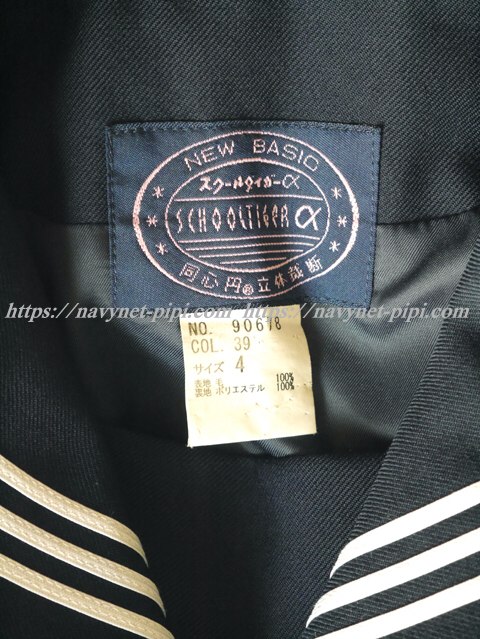 NEW BASIC
スクールタイガーα
SCHOOLTIGER α
同心円®立体裁断
https://navynet-pipi.com/ https://navynet-pipi.com/
NO. 90678
COL. 39
サイズ 4
表地 毛 100%
裏地 ポリエステル 100%